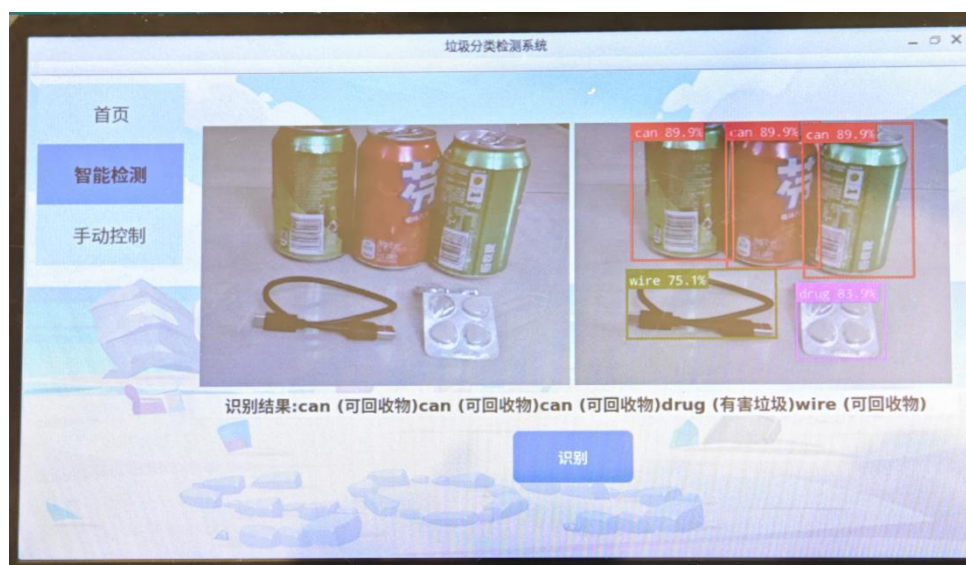 垃圾分类检测系统
首页
智能检测
手动控制
can 89.9%
can 89.9%
can 89.9%
wire 75.1%
drug 83.9%
芬
识别结果:can (可回收物)can (可回收物)can (可回收物)drug (有害垃圾)wire (可回收物)
识别